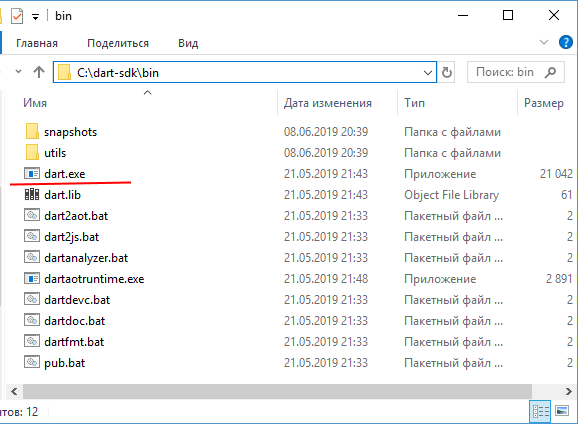 bin
Главная Поделиться Вид
C:\dart-sdk\bin Поиск: bin
Имя Дата изменения Тип Размер
snapshots 08.06.2019 20:39 Папка с файлами
utils 08.06.2019 20:39 Папка с файлами
dart.exe 21.05.2019 21:43 Приложение 21 042
dart.lib 21.05.2019 21:43 Object File Library 61
dart2aot.bat 21.05.2019 21:33 Пакетный файл ... 2
dart2js.bat 21.05.2019 21:33 Пакетный файл ... 2
dartanalyzer.bat 21.05.2019 21:33 Пакетный файл ... 2
dartaotruntime.exe 21.05.2019 21:48 Приложение 2 891
dartdevc.bat 21.05.2019 21:33 Пакетный файл ... 2
dartdoc.bat 21.05.2019 21:33 Пакетный файл ... 2
dartfmt.bat 21.05.2019 21:33 Пакетный файл ... 2
pub.bat 21.05.2019 21:33 Пакетный файл ... 2
нтов: 12